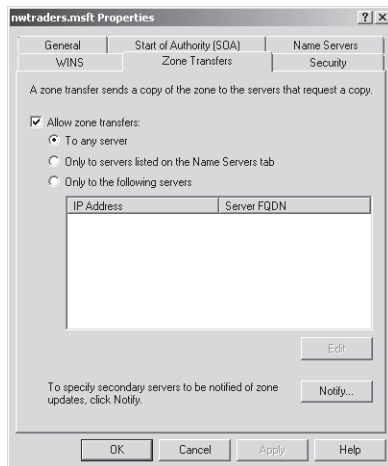 nwtraders.msft Properties
General Start of Authority (SOA) Name Servers
WINS Zone Transfers Security
A zone transfer sends a copy of the zone to the servers that request a copy.
Allow zone transfers:
To any server
Only to servers listed on the Name Servers tab
Only to the following servers
IP Address Server FQDN
Edit
To specify secondary servers to be notified of zone
updates, click Notify.
Notify...
OK Cancel Apply Help